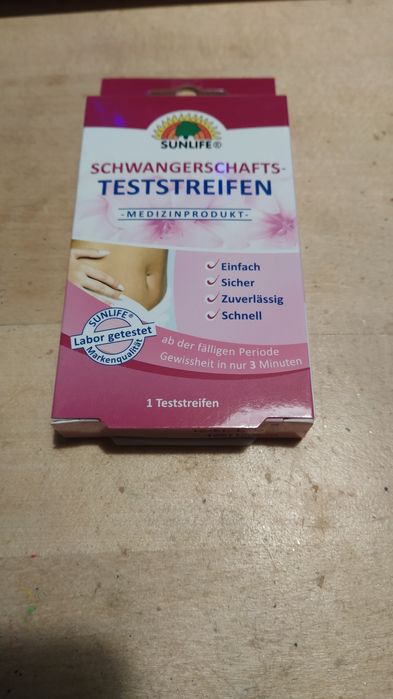 SUNLIFE®
SCHWANGERSCHAFTS-
TESTSTREIFEN
-MEDIZINPRODUKT-
Einfach
Sicher
Zuverlässig
Schnell
SUNLIFE®
Labor getestet
Markenqualität
ab der fälligen Periode
Gewissheit in nur 3 Minuten
1 Teststreifen